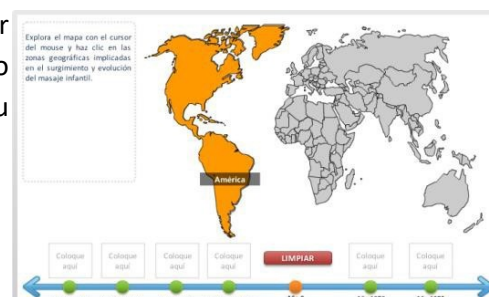 r
o
u
Explora el mapa con el cursor
del mouse y haz clic en las
zonas geográficas implicadas
en el surgimiento y evolución
del masaje infantil.
América
Coloque
aquí
Coloque
aquí
Coloque
aquí
Coloque
aquí
LIMPIAR
Coloque
aquí
Coloque
aquí